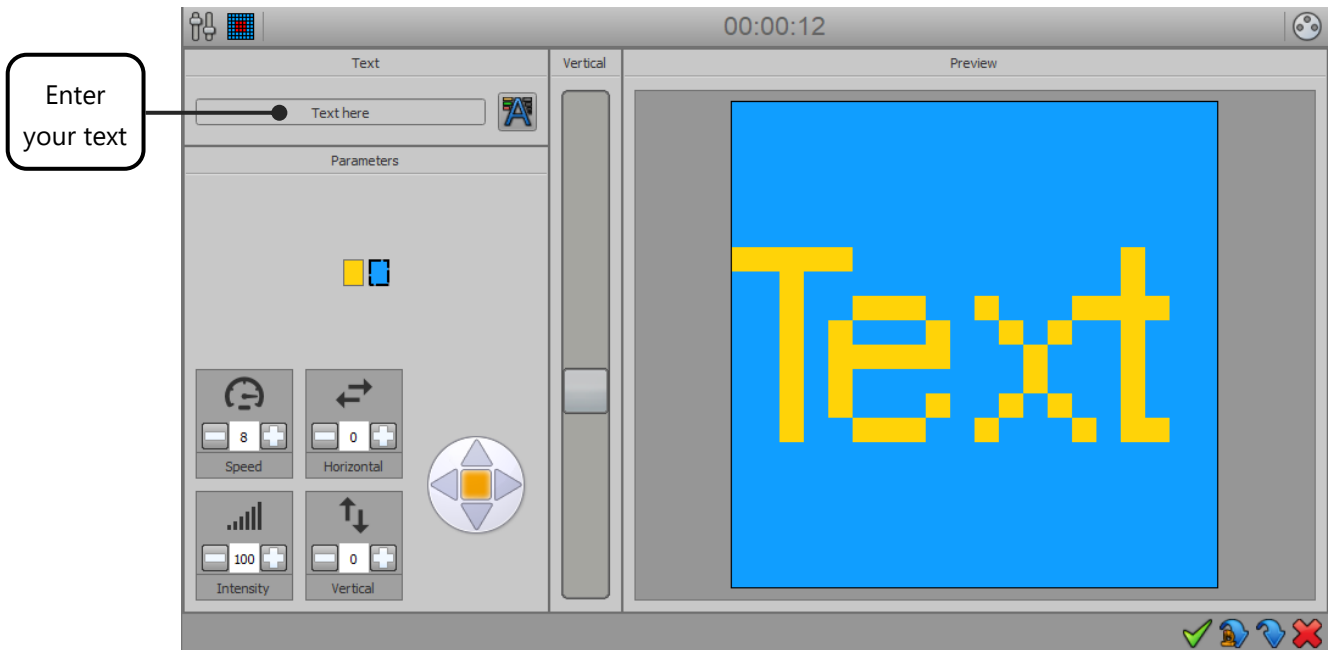 00:00:12
Text
Vertical
Preview
Enter
your text
Text here
A
Parameters
Text
8
0
Speed
Horizontal
100
0
Intensity
Vertical